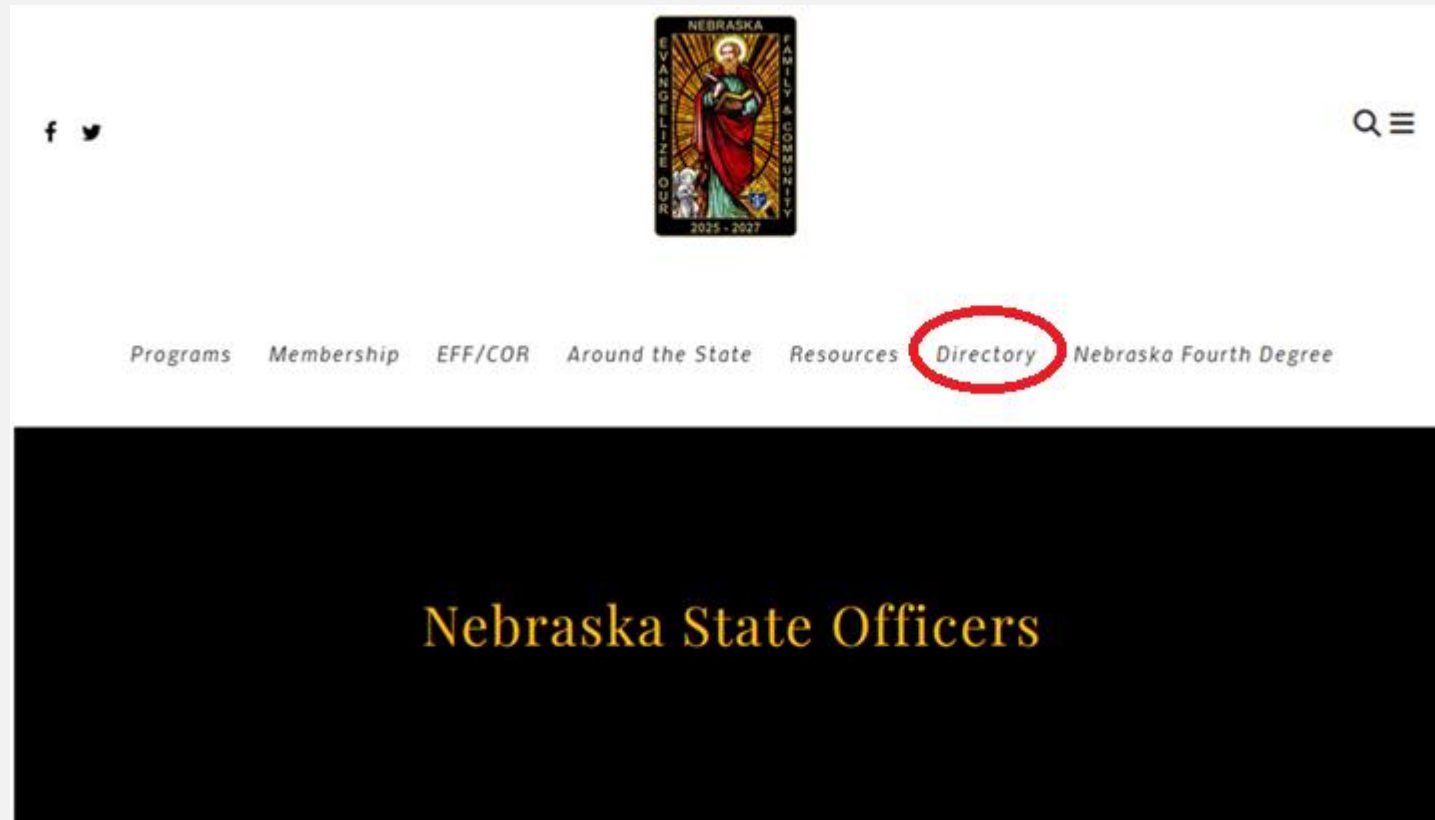 NEBRASKA
EVANGELIZE OUR
FAMILY & COMMUNITY
2025 - 2027
Programs Membership EFF/COR Around the State Resources Directory Nebraska Fourth Degree
Nebraska State Officers